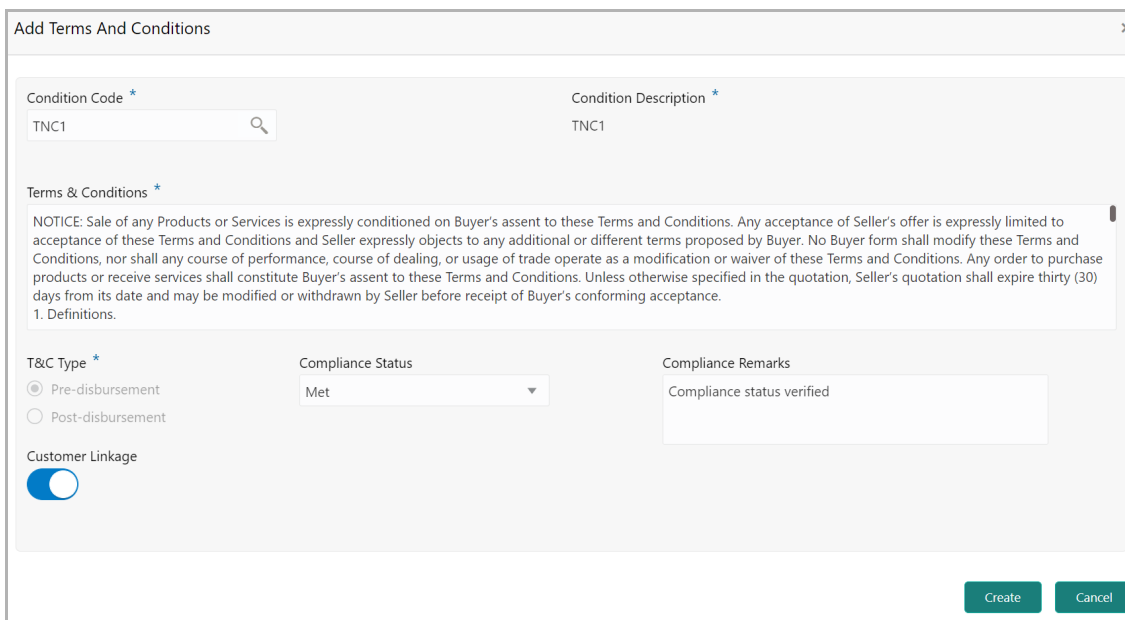 Add Terms And Conditions
Condition Code *
Condition Description *
TNC1
TNC1
Terms & Conditions *
NOTICE: Sale of any Products or Services is expressly conditioned on Buyer's assent to these Terms and Conditions. Any acceptance of Seller's offer is expressly limited to
acceptance of these Terms and Conditions and Seller expressly objects to any additional or different terms proposed by Buyer. No Buyer form shall modify these Terms and
Conditions, nor shall any course of performance, course of dealing, or usage of trade operate as a modification or waiver of these Terms and Conditions. Any order to purchase
products or receive services shall constitute Buyer's assent to these Terms and Conditions. Unless otherwise specified in the quotation, Seller's quotation shall expire thirty (30)
days from its date and may be modified or withdrawn by Seller before receipt of Buyer's conforming acceptance.
1. Definitions.
T&C Type *
Compliance Status
Compliance Remarks
Pre-disbursement
Met
Compliance status verified
Post-disbursement
Customer Linkage
Create
Cancel